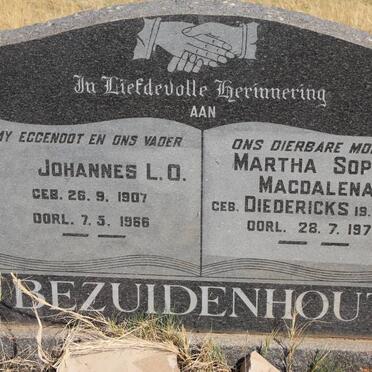 In Liefdevolle Herinnering
AAN
MY EGGENOOT EN ONS VADER
JOHANNES L.O.
GEB. 26. 9. 1907
OORL. 7. 5. 1966
ONS DIERBARE MO
MARTHA SOP
MAGDALENA
GEB. DIEDERICKS 19.
OORL. 28. 7. 197
BEZUIDENHOUT